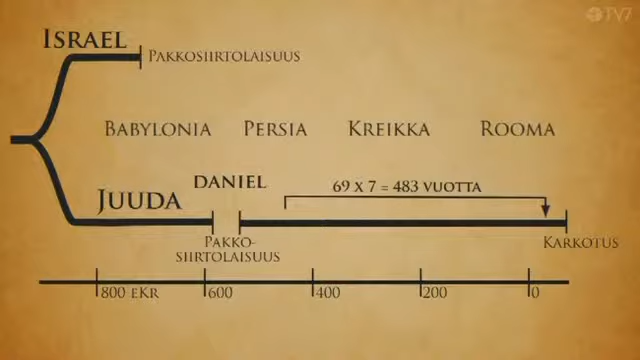 TV7
ISRAEL
PAKKOSIIRTOLAISUUS
BABYLONIA PERSIA KREIKKA ROOMA
DANIEL
69 X 7 = 483 VUOTTA
JUUDA
PAKKO-
SIIRTOLAISUUS
KARKOTUS
800 EKR 600 400 200 0